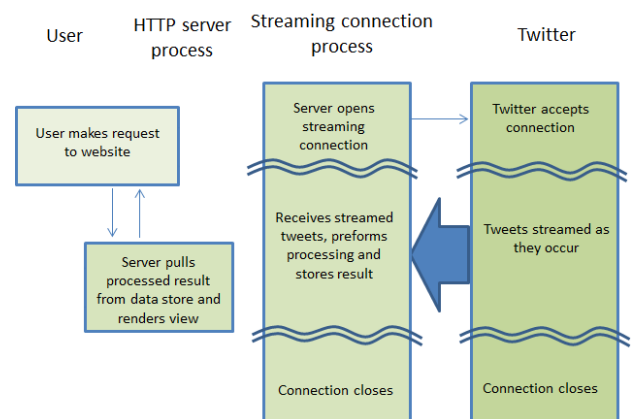 User
HTTP server
process
Streaming connection
process
Twitter
User makes request
to website
Server pulls
processed result
from data store and
renders view
Server opens
streaming
connection
Receives streamed
tweets, preforms
processing and
stores result
Connection closes
Twitter accepts
connection
Tweets streamed as
they occur
Connection closes